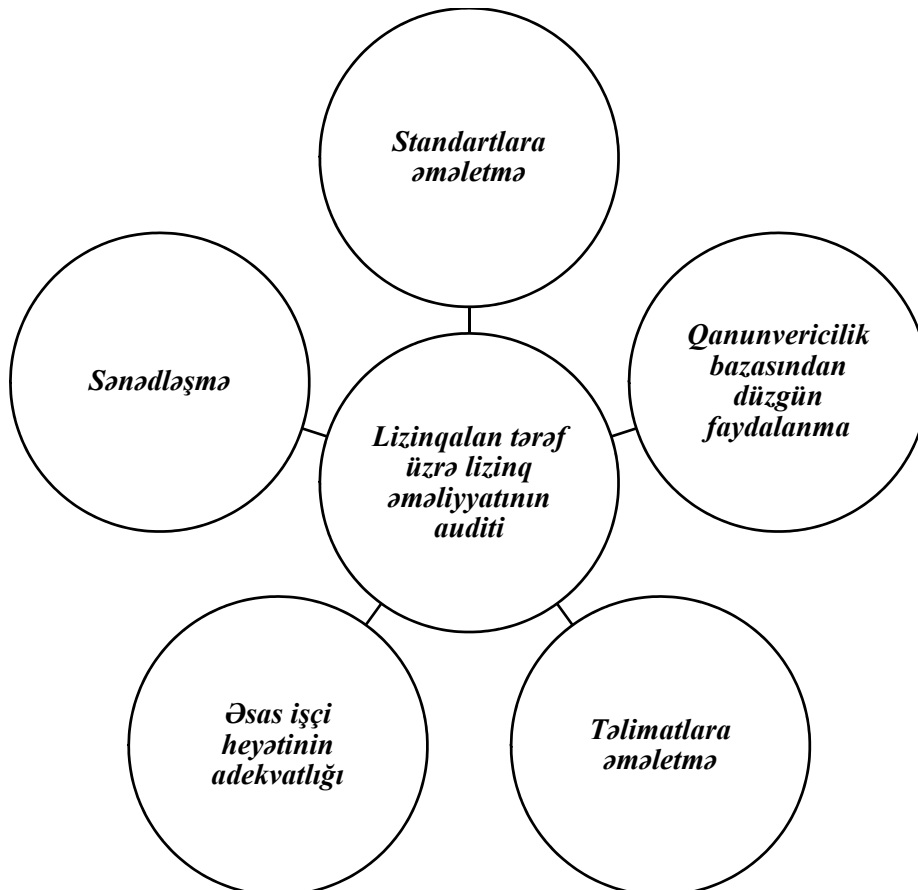 Standartlara
əməletmə
Qanunvericilik
bazasından
düzgün
faydalanma
Sənədləşmə
Lizinqalan tərəf
üzrə lizinq
əməliyyatının
auditi
Əsas işçi
heyətinin
adekvatlığı
Təlimatlara
əməletmə